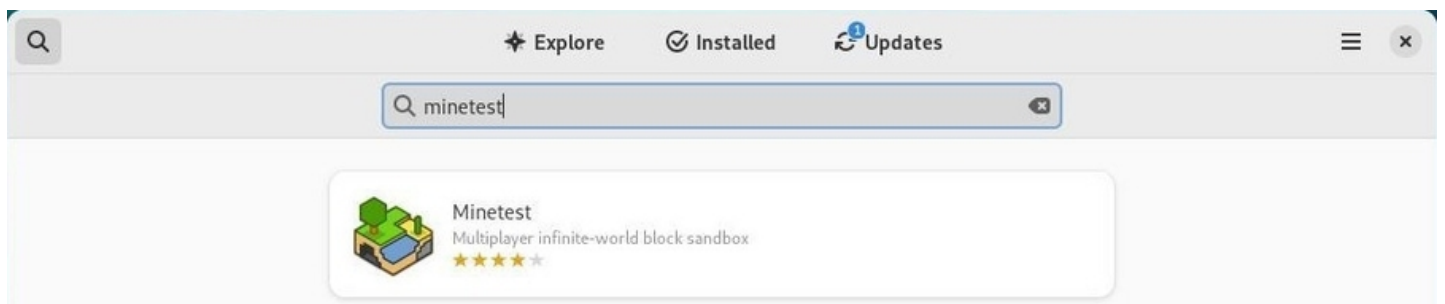 Explore Installed 1 Updates
minetest
Minetest
Multiplayer infinite-world block sandbox